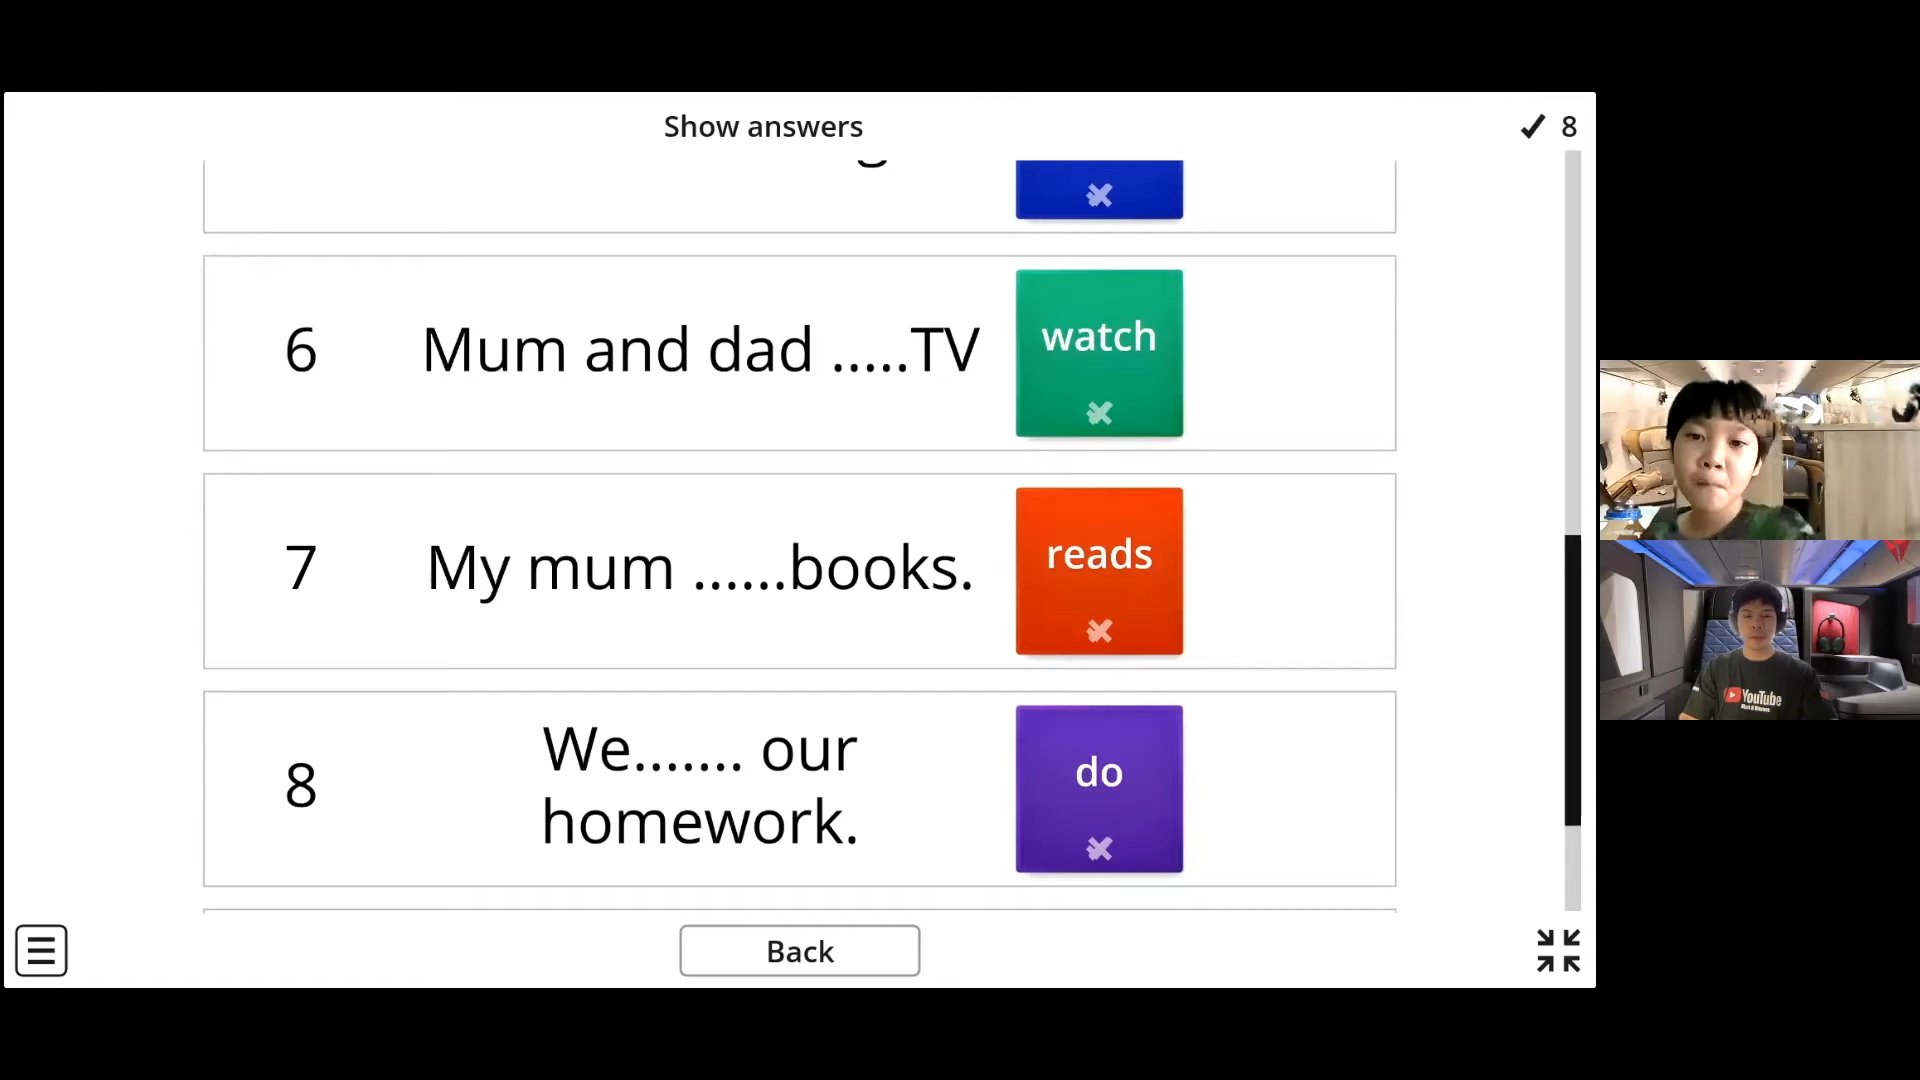 Show answers
8
6
Mum and dad .....TV
watch
7
My mum ......books.
reads
8
We....... our
homework.
do
Back
YouTube